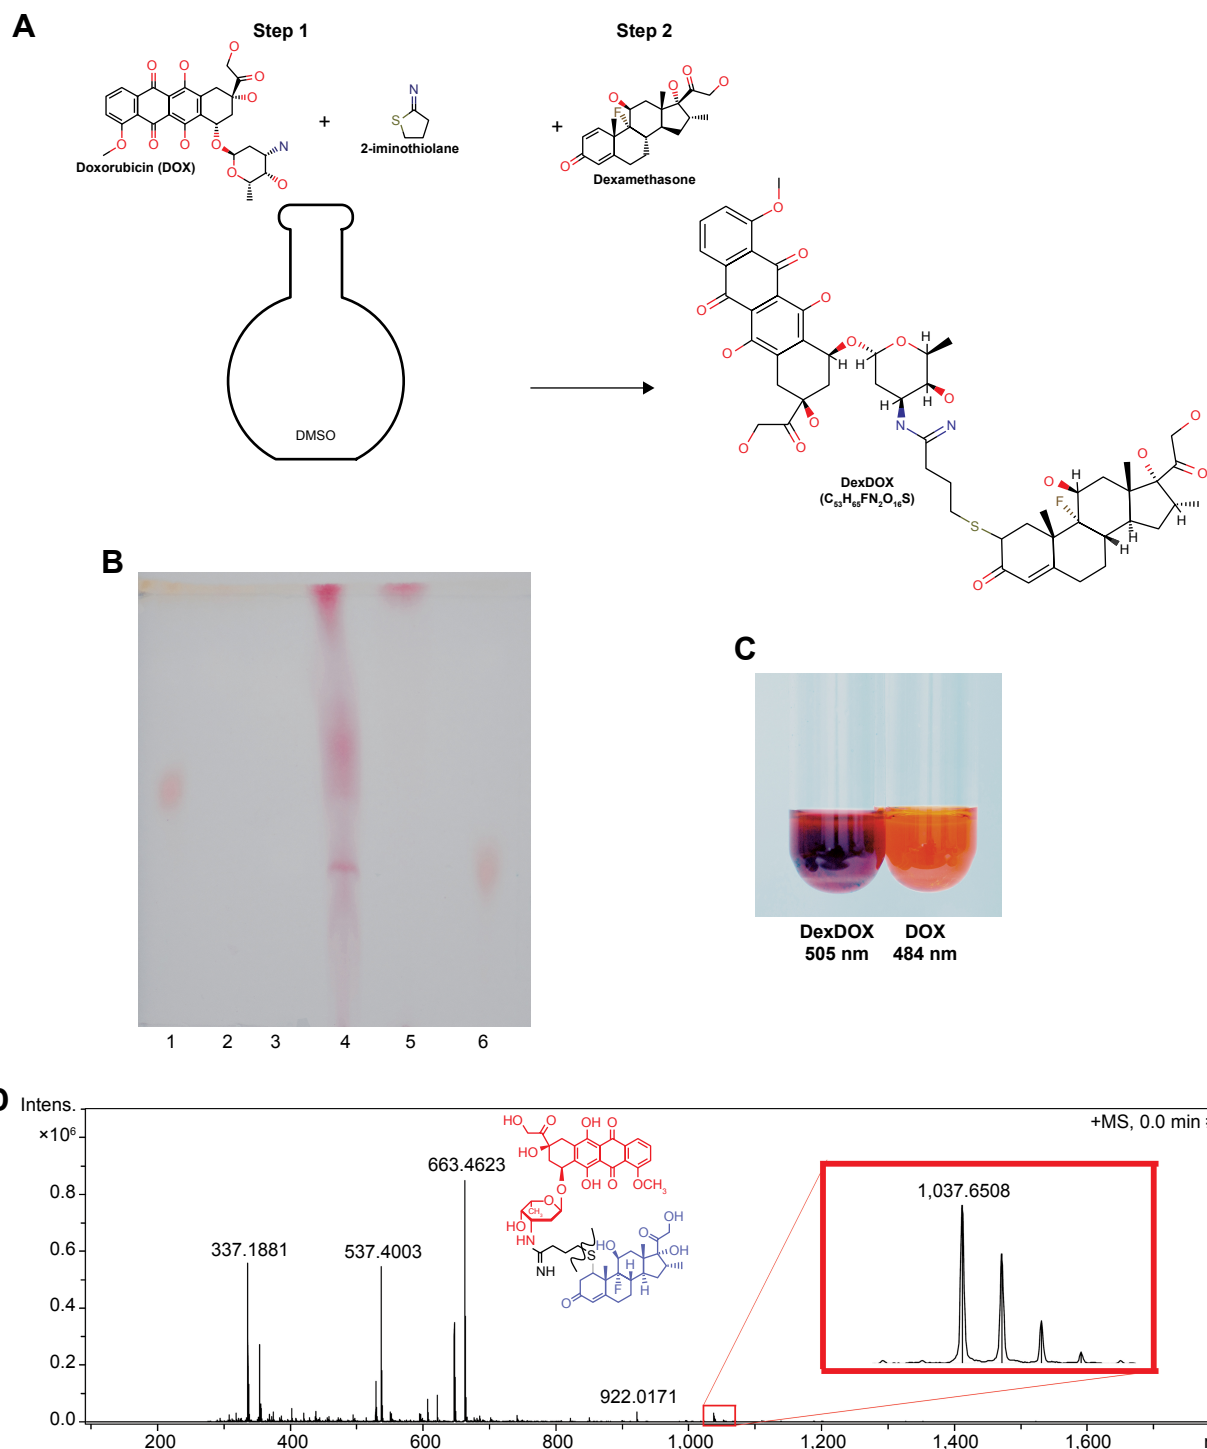 A
Step 1
Step 2
Doxorubicin (DOX)
+
2-iminothiolane
+
Dexamethasone
DMSO
DexDOX
(C₅₃H₆₅FN₂O₁₆S)
B
1 2 3 4 5 6
C
DexDOX DOX
505 nm 484 nm
Intens.
×10⁶
+MS, 0.0 min
0.8
0.6
0.4
0.2
0.0
337.1881
537.4003
663.4623
922.0171
1,037.6508
200 400 600 800 1,000 1,200 1,400 1,600